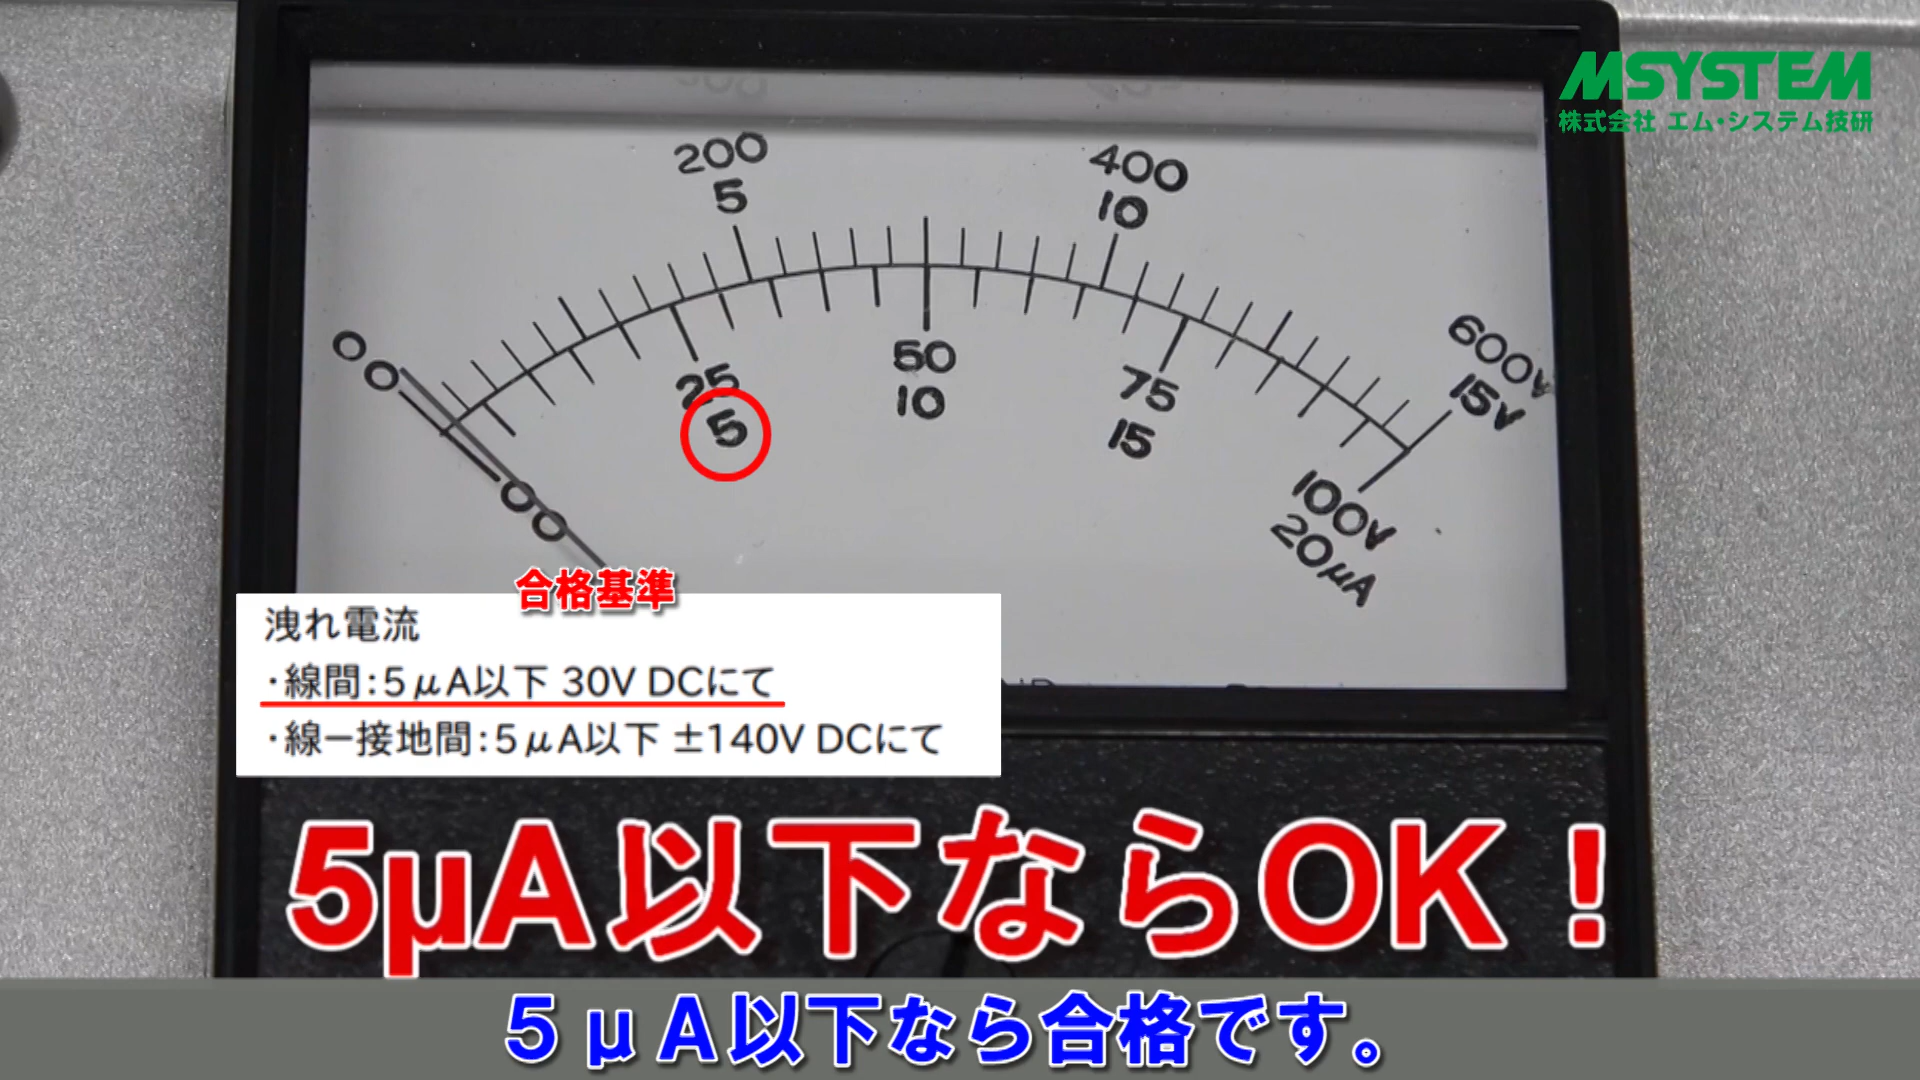 MSYSTEM
株式会社 エム・システム技研
200
400
5
10
0
0
600V
15V
25
50
75
5
10
15
0
0
100V
20μA
合格基準
洩れ電流
・線間:5μA以下 30V DCにて
・線ー接地間:5μA以下 ±140V DCにて
5μA以下ならOK！
５μＡ以下なら合格です。